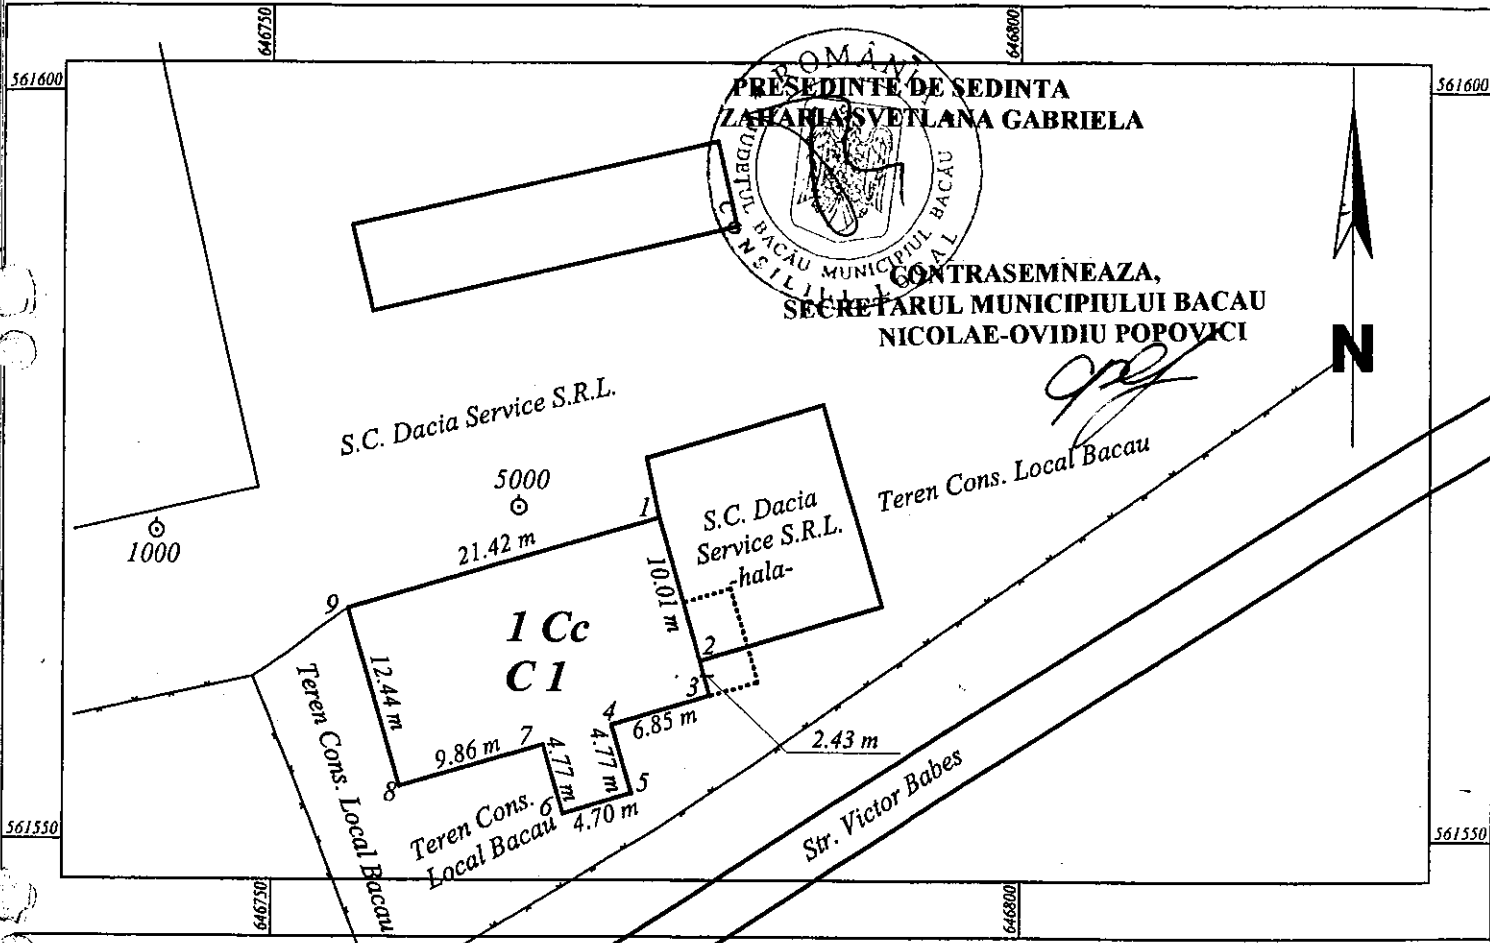 646750
646800
561600
561600
ROMÂNIA
JUDEȚUL BACĂU MUNICIPIUL BACĂU
CONSILIUL LOCAL
PRESEDINTE DE SEDINTA
ZAHARIA SVETLANA GABRIELA
CONTRASEMNEAZA,
SECRETARUL MUNICIPIULUI BACAU
NICOLAE-OVIDIU POPOVICI
N
S.C. Dacia Service S.R.L.
Teren Cons. Local Bacau
5000
1000
S.C. Dacia
Service S.R.L.
-hala-
1
21.42 m
10.01 m
9
1 Cc
C 1
2
3
12.44 m
Teren Cons. Local Bacau
4
6.85 m
2.43 m
7
9.86 m
4.77 m
4.77 m
8
5
6
4.70 m
Teren Cons.
Local Bacau
Str. Victor Babes
561550
561550
646750
646800